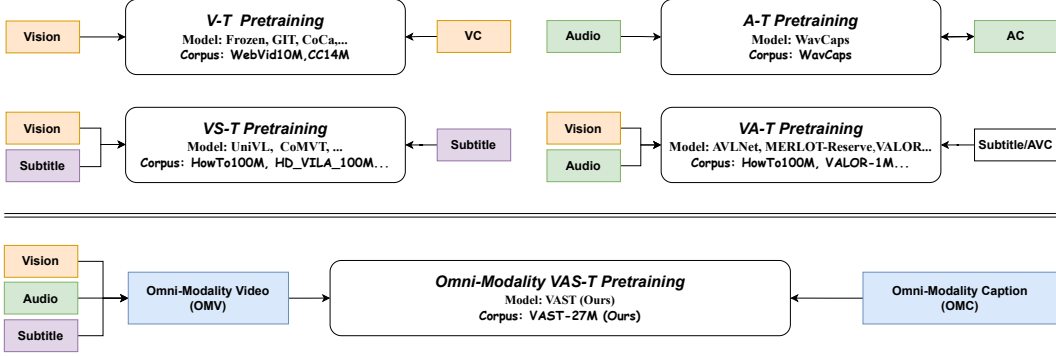 Vision
V-T Pretraining
Model: Frozen, GIT, CoCa,...
Corpus: WebVid10M,CC14M
VC
Audio
A-T Pretraining
Model: WavCaps
Corpus: WavCaps
AC
Vision
Subtitle
VS-T Pretraining
Model: UniVL, CoMVT, ...
Corpus: HowTo100M, HD_VILA_100M...
Subtitle
Vision
Audio
VA-T Pretraining
Model: AVLNet, MERLOT-Reserve,VALOR...
Corpus: HowTo100M, VALOR-1M...
Subtitle/AVC
Vision
Audio
Subtitle
Omni-Modality Video
(OMV)
Omni-Modality VAS-T Pretraining
Model: VAST (Ours)
Corpus: VAST-27M (Ours)
Omni-Modality Caption
(OMC)